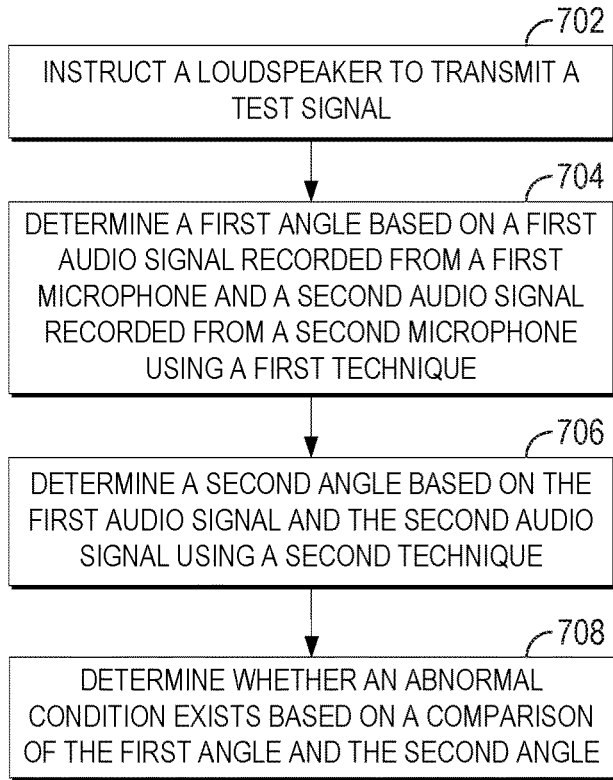 702
INSTRUCT A LOUDSPEAKER TO TRANSMIT A
TEST SIGNAL
704
DETERMINE A FIRST ANGLE BASED ON A FIRST
AUDIO SIGNAL RECORDED FROM A FIRST
MICROPHONE AND A SECOND AUDIO SIGNAL
RECORDED FROM A SECOND MICROPHONE
USING A FIRST TECHNIQUE
706
DETERMINE A SECOND ANGLE BASED ON THE
FIRST AUDIO SIGNAL AND THE SECOND AUDIO
SIGNAL USING A SECOND TECHNIQUE
708
DETERMINE WHETHER AN ABNORMAL
CONDITION EXISTS BASED ON A COMPARISON
OF THE FIRST ANGLE AND THE SECOND ANGLE